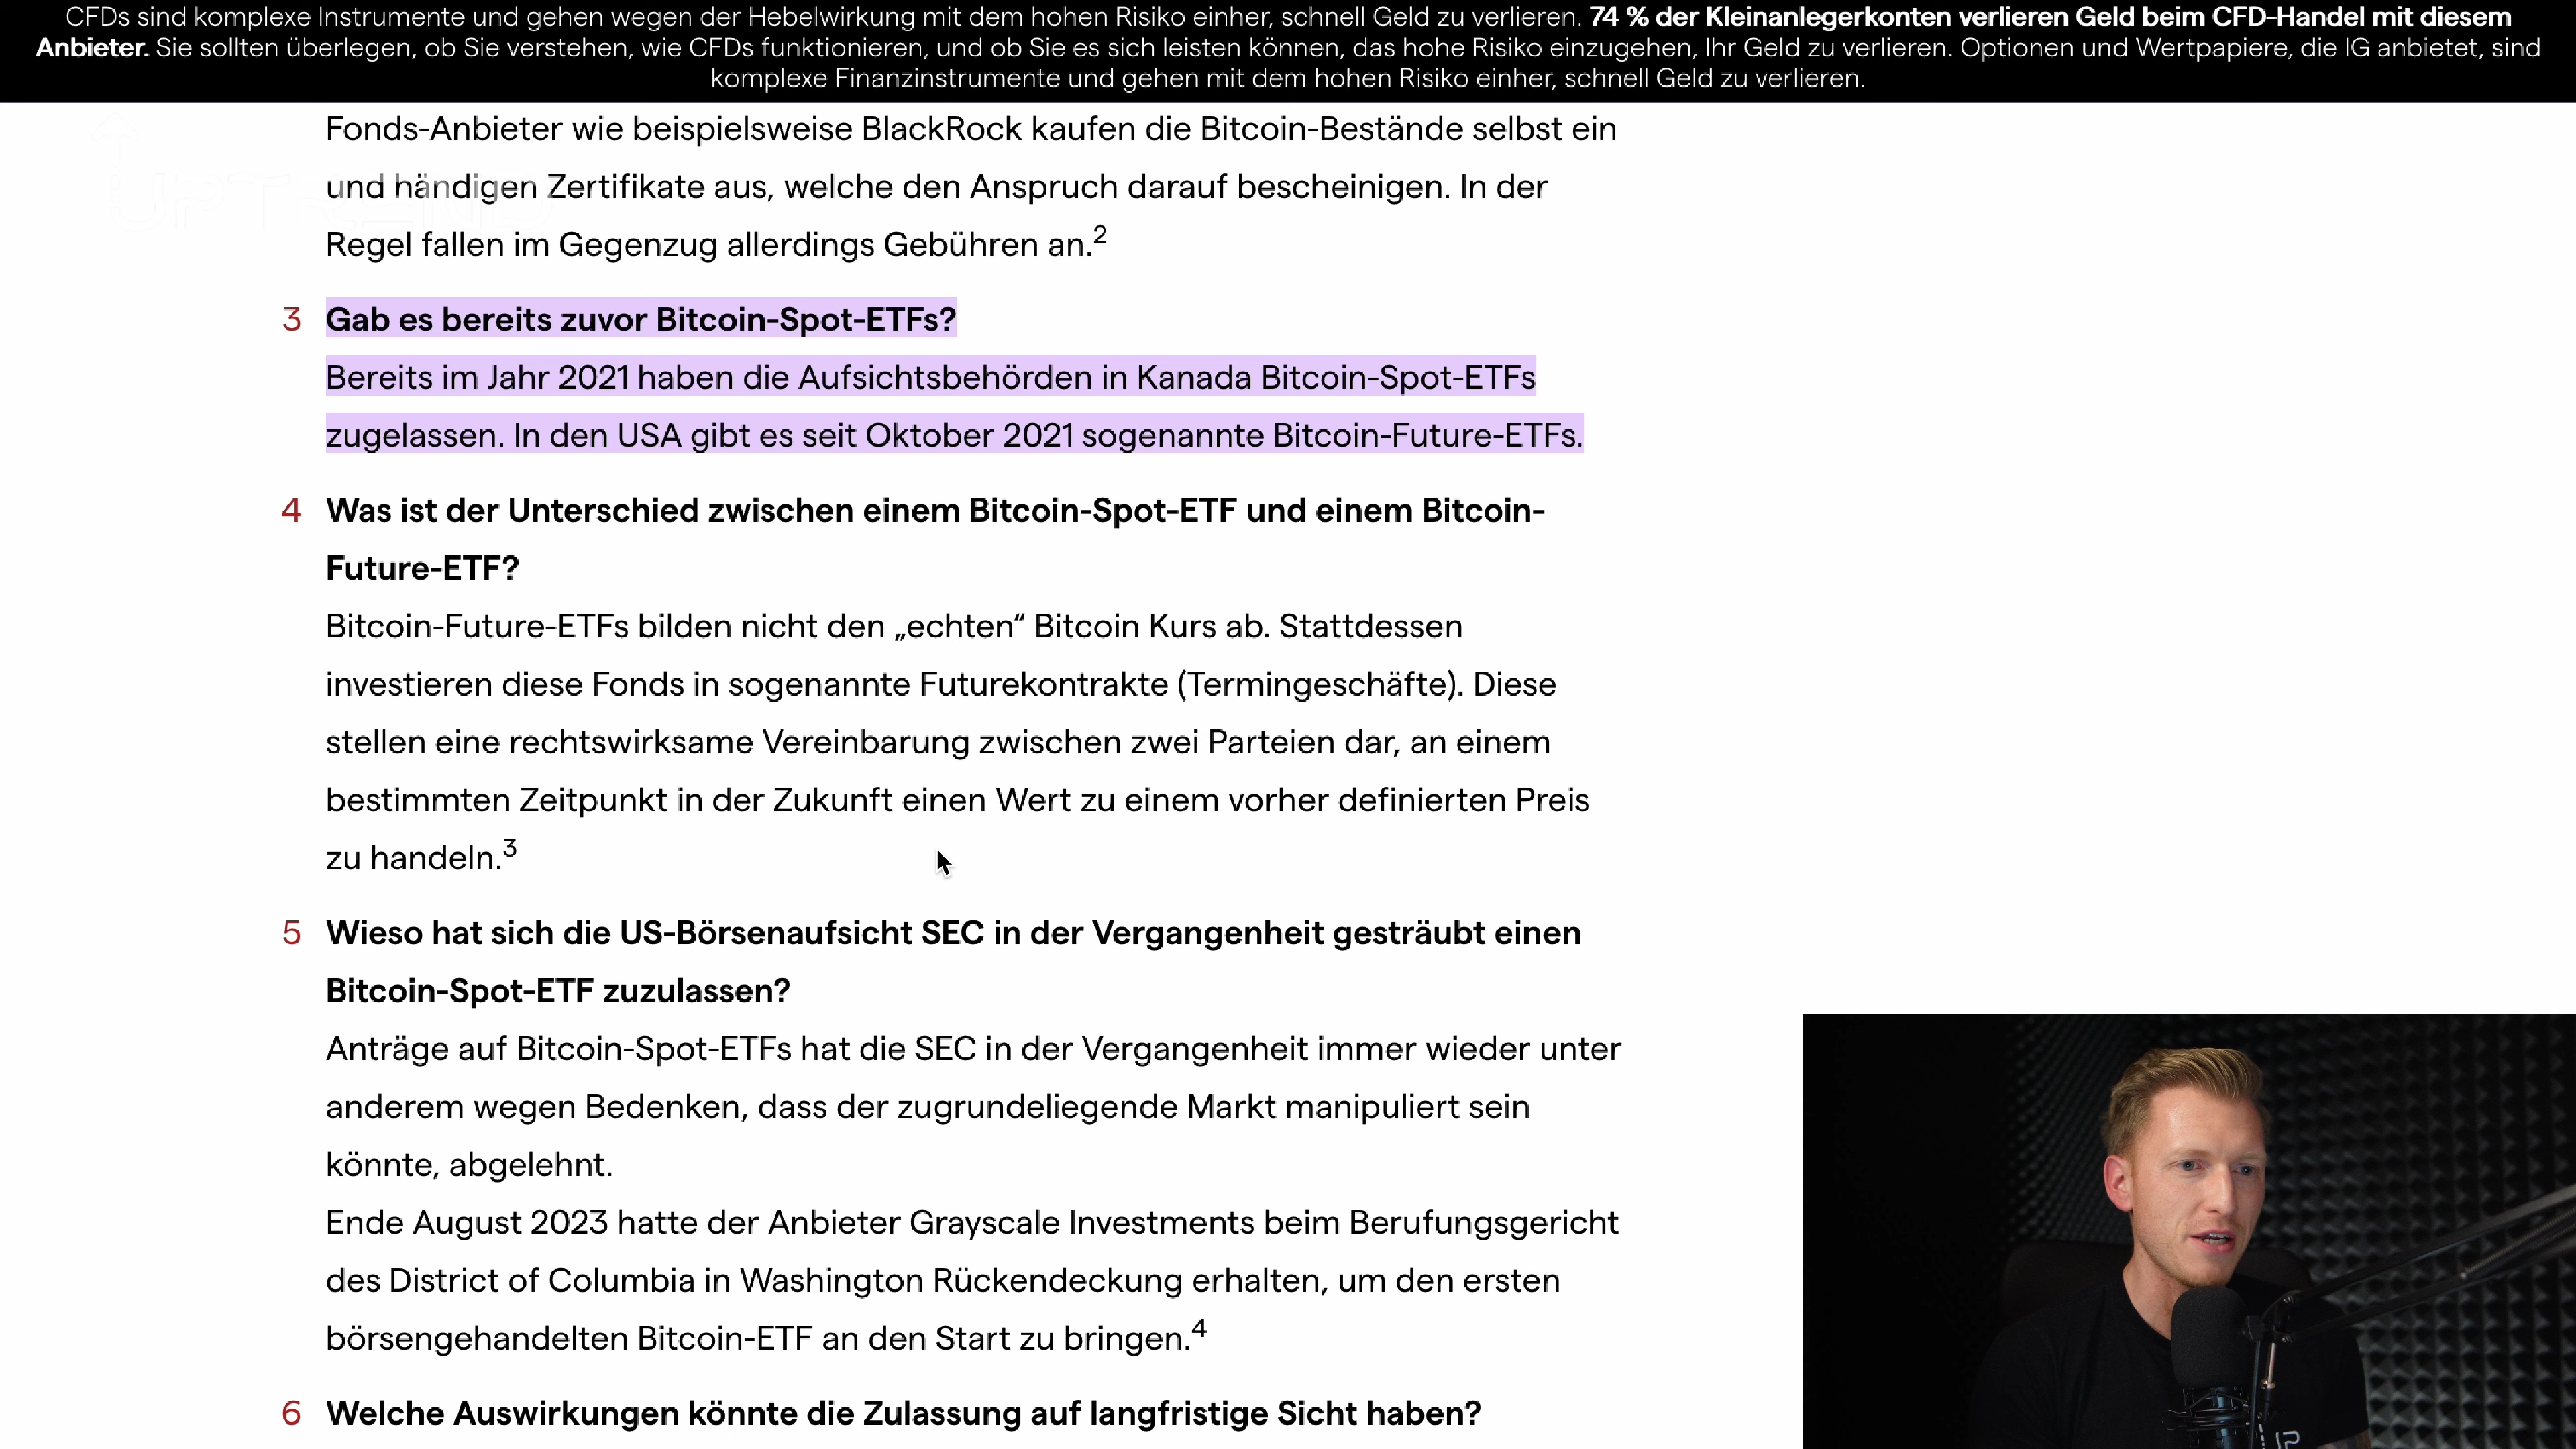 CFDs sind komplexe Instrumente und gehen wegen der Hebelwirkung mit dem hohen Risiko einher, schnell Geld zu verlieren. 74 % der Kleinanlegerkonten verlieren Geld beim CFD-Handel mit diesem
Anbieter. Sie sollten überlegen, ob Sie verstehen, wie CFDs funktionieren, und ob Sie es sich leisten können, das hohe Risiko einzugehen, Ihr Geld zu verlieren. Optionen und Wertpapiere, die IG anbietet, sind
komplexe Finanzinstrumente und gehen mit dem hohen Risiko einher, schnell Geld zu verlieren.
Fonds-Anbieter wie beispielsweise BlackRock kaufen die Bitcoin-Bestände selbst ein
und händigen Zertifikate aus, welche den Anspruch darauf bescheinigen. In der
Regel fallen im Gegenzug allerdings Gebühren an.2
3 Gab es bereits zuvor Bitcoin-Spot-ETFs?
Bereits im Jahr 2021 haben die Aufsichtsbehörden in Kanada Bitcoin-Spot-ETFs
zugelassen. In den USA gibt es seit Oktober 2021 sogenannte Bitcoin-Future-ETFs.
4 Was ist der Unterschied zwischen einem Bitcoin-Spot-ETF und einem Bitcoin-
Future-ETF?
Bitcoin-Future-ETFs bilden nicht den „echten“ Bitcoin Kurs ab. Stattdessen
investieren diese Fonds in sogenannte Futurekontrakte (Termingeschäfte). Diese
stellen eine rechtswirksame Vereinbarung zwischen zwei Parteien dar, an einem
bestimmten Zeitpunkt in der Zukunft einen Wert zu einem vorher definierten Preis
zu handeln.3
5 Wieso hat sich die US-Börsenaufsicht SEC in der Vergangenheit gesträubt einen
Bitcoin-Spot-ETF zuzulassen?
Anträge auf Bitcoin-Spot-ETFs hat die SEC in der Vergangenheit immer wieder unter
anderem wegen Bedenken, dass der zugrundeliegende Markt manipuliert sein
könnte, abgelehnt.
Ende August 2023 hatte der Anbieter Grayscale Investments beim Berufungsgericht
des District of Columbia in Washington Rückendeckung erhalten, um den ersten
börsengehandelten Bitcoin-ETF an den Start zu bringen.4
6 Welche Auswirkungen könnte die Zulassung auf langfristige Sicht haben?